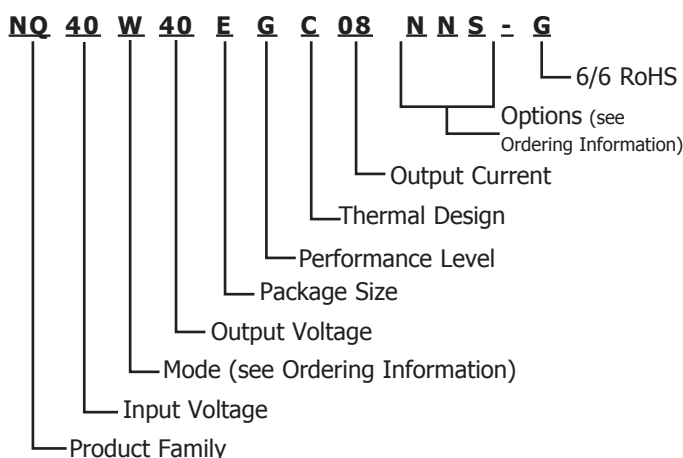 NQ 40 W 40 E G C 08 N N S - G
6/6 RoHS
Options (see
Ordering Information)
Output Current
Thermal Design
Performance Level
Package Size
Output Voltage
Mode (see Ordering Information)
Input Voltage
Product Family